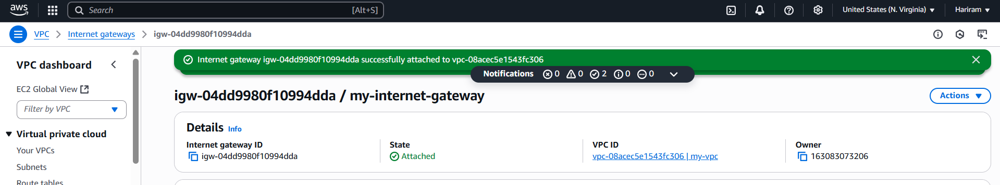 aws
Search [Alt+S]
United States (N. Virginia)
Hariram
VPC
Internet gateways
igw-04dd9980f10994dda
VPC dashboard
EC2 Global View
Filter by VPC
Virtual private cloud
Your VPCs
Subnets
Route tables
Internet gateway igw-04dd9980f10994dda successfully attached to vpc-08acec5e1543fc306
Notifications 0 0 2 0 0
igw-04dd9980f10994dda / my-internet-gateway
Actions
Details Info
Internet gateway ID
igw-04dd9980f10994dda
State
Attached
VPC ID
vpc-08acec5e1543fc306 | my-vpc
Owner
163083073206